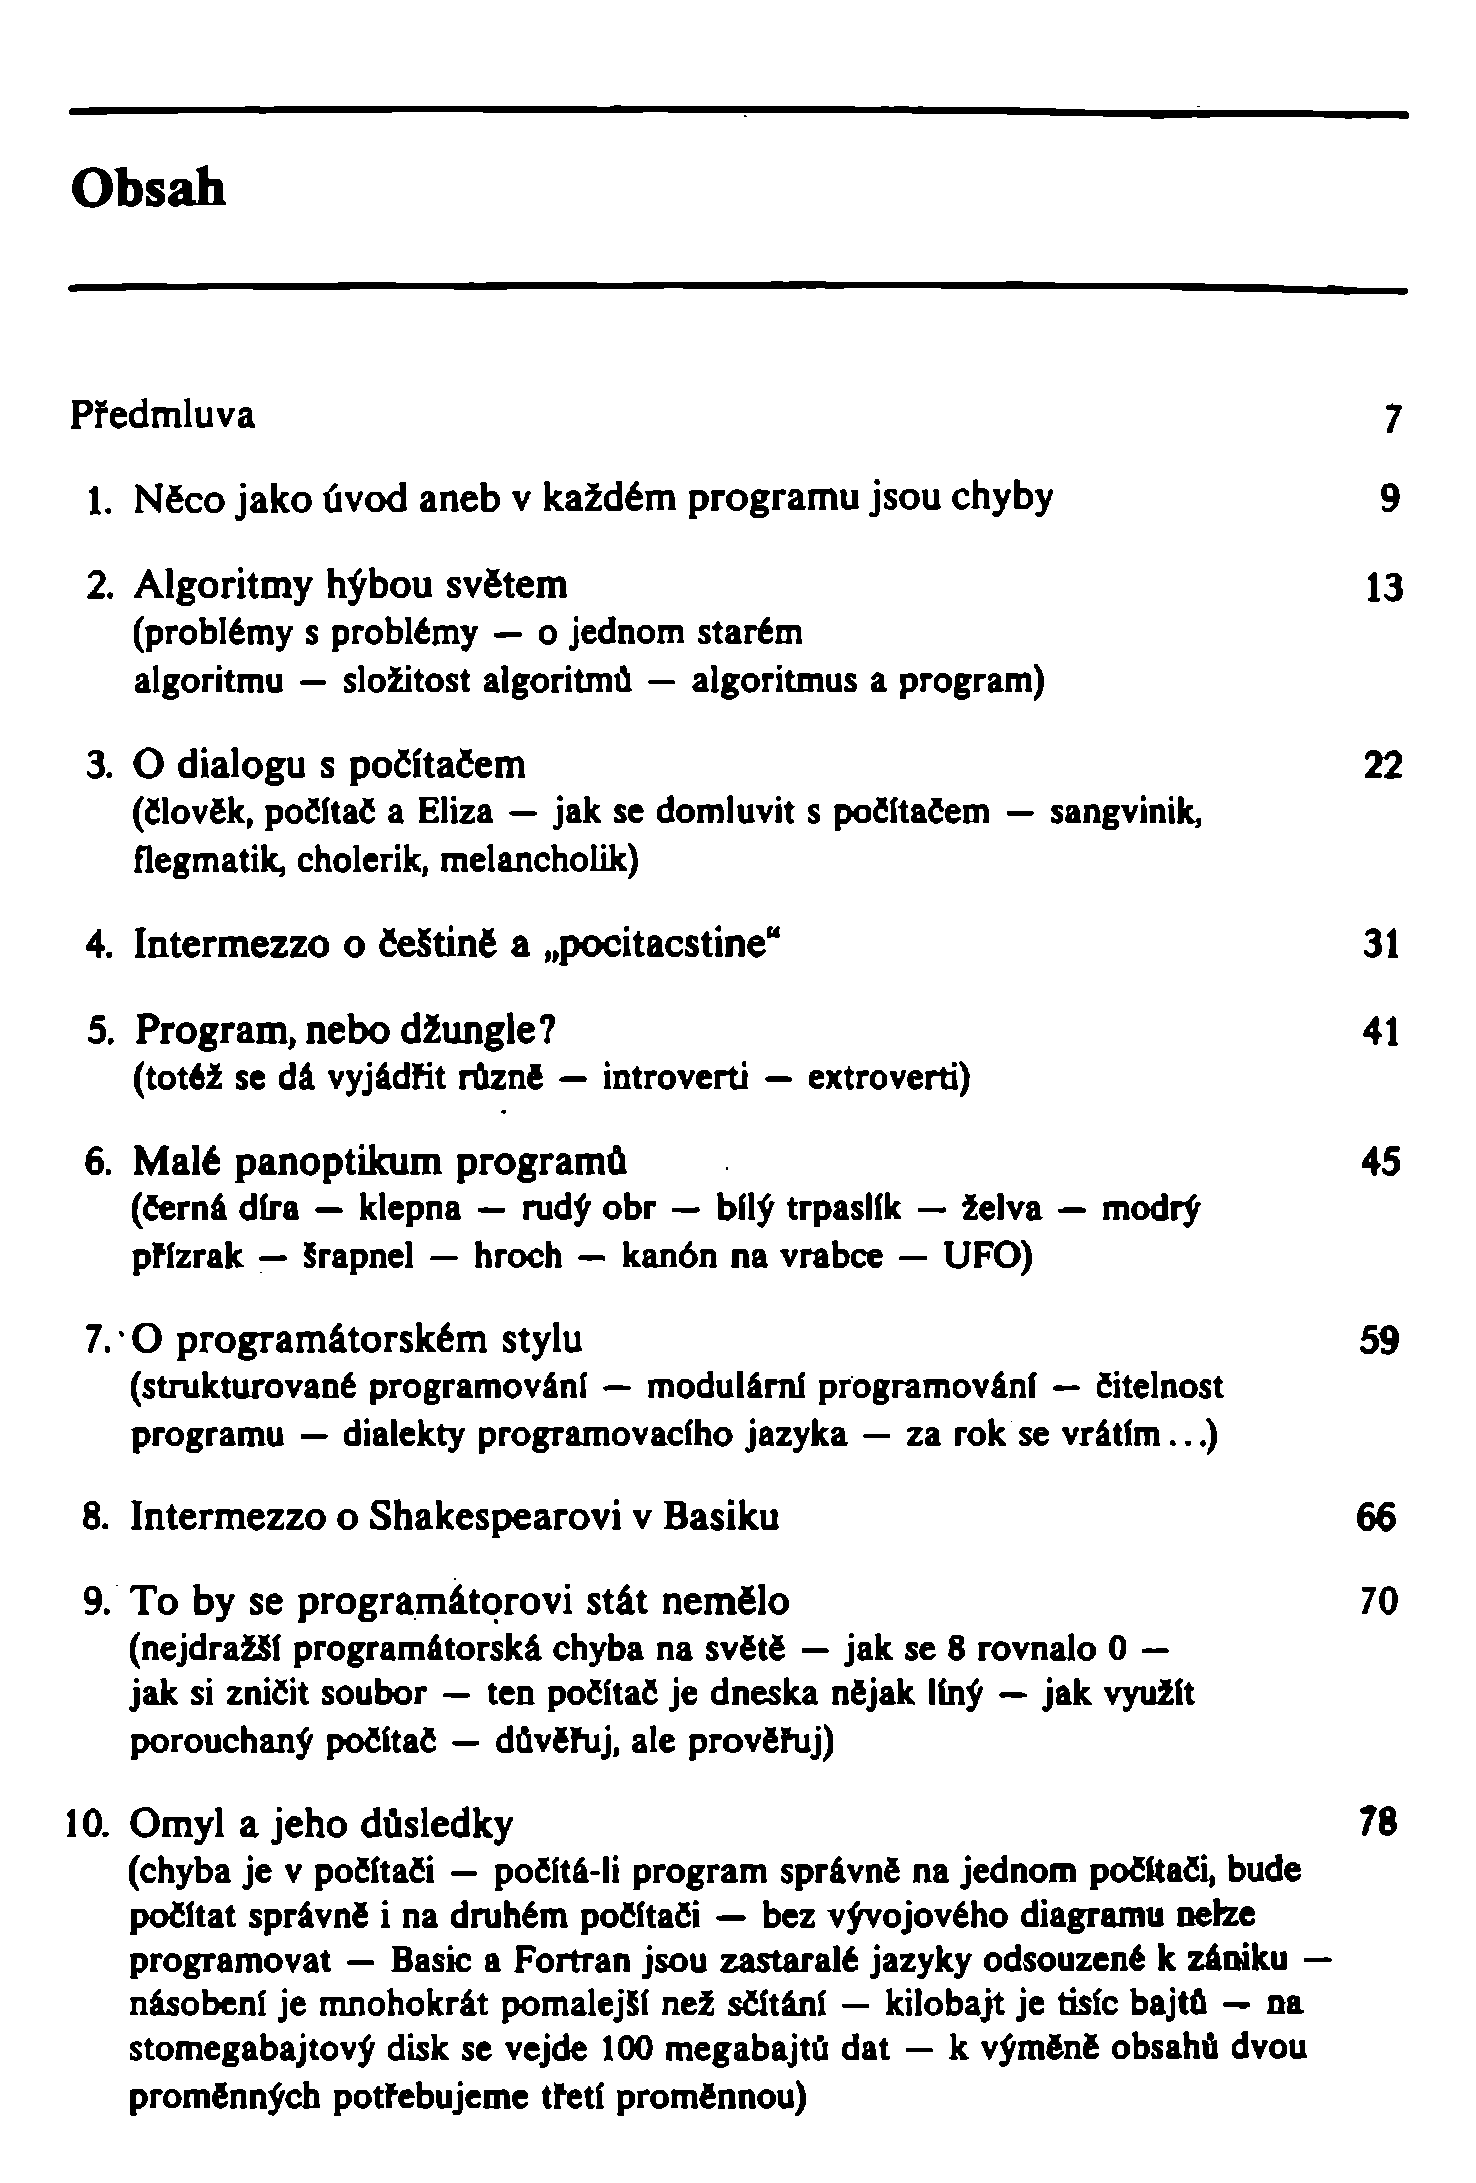 Obsah
Předmluva 7
1. Něco jako úvod aneb v každém programu jsou chyby 9
2. Algoritmy hýbou světem 13
(problémy s problémy — o jednom starém
algoritmu — složitost algoritmů — algoritmus a program)
3. O dialogu s počítačem 22
(člověk, počítač a Eliza — jak se domluvit s počítačem — sangvinik,
flegmatik, cholerik, melancholik)
4. Intermezzo o češtině a „pocitacstine“ 31
5. Program, nebo džungle? 41
(totéž se dá vyjádřit různě — introverti — extroverti)
6. Malé panoptikum programů 45
(černá díra — klepna — rudý obr — bílý trpaslík — želva — modrý
přízrak — šrapnel — hroch — kanón na vrabce — UFO)
7. O programátorském stylu 59
(strukturované programování — modulární programování — čitelnost
programu — dialekty programovacího jazyka — za rok se vrátím...)
8. Intermezzo o Shakespearovi v Basiku 66
9. To by se programátorovi stát nemělo 70
(nejdražší programátorská chyba na světě — jak se 8 rovnalo 0 —
jak si zničit soubor — ten počítač je dneska nějak líný — jak využít
porouchaný počítač — důvěřuj, ale prověřuj)
10. Omyl a jeho důsledky 78
(chyba je v počítači — počítá-li program správně na jednom počítači, bude
počítat správně i na druhém počítači — bez vývojového diagramu nelze
programovat — Basic a Fortran jsou zastaralé jazyky odsouzené k zániku —
násobení je mnohokrát pomalejší než sčítání — kilobajt je tisíc bajtů — na
stomegabajtový disk se vejde 100 megabajtů dat — k výměně obsahů dvou
proměnných potřebujeme třetí proměnnou)